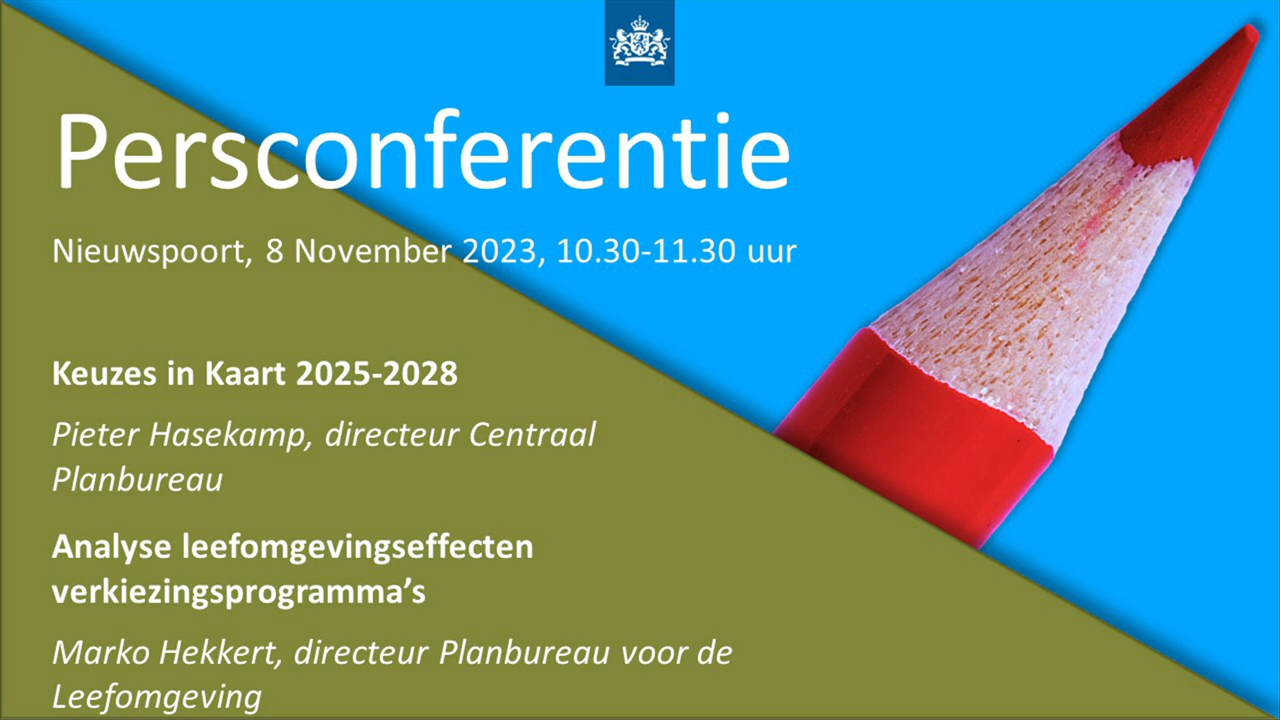 Persconferentie
Nieuwspoort, 8 November 2023, 10.30-11.30 uur
Keuzes in Kaart 2025-2028
Pieter Hasekamp, directeur Centraal
Planbureau
Analyse leefomgevingseffecten
verkiezingsprogramma’s
Marko Hekkert, directeur Planbureau voor de
Leefomgeving